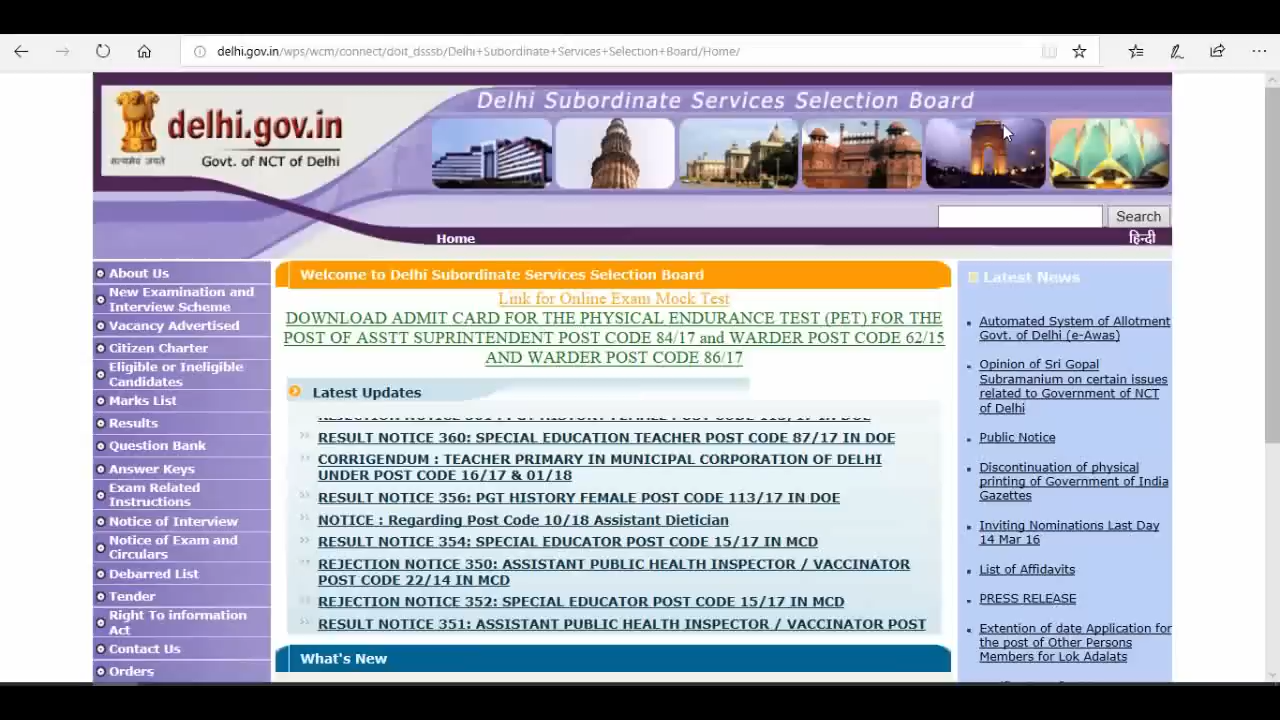 delhi.gov.in/wps/wcm/connect/doit_dsssb/Delhi+Subordinate+Services+Selection+Board/Home/
Delhi Subordinate Services Selection Board
delhi.gov.in
सत्यमेव जयते
Govt. of NCT of Delhi
Search
Home
हिन्दी
About Us
New Examination and
Interview Scheme
Vacancy Advertised
Citizen Charter
Eligible or Ineligible
Candidates
Marks List
Results
Question Bank
Answer Keys
Exam Related
Instructions
Notice of Interview
Notice of Exam and
Circulars
Debarred List
Tender
Right To information
Act
Contact Us
Orders
Welcome to Delhi Subordinate Services Selection Board
Link for Online Exam Mock Test
DOWNLOAD ADMIT CARD FOR THE PHYSICAL ENDURANCE TEST (PET) FOR THE
POST OF ASSTT SUPRINTENDENT POST CODE 84/17 and WARDER POST CODE 62/15
AND WARDER POST CODE 86/17
Latest Updates
RESULT NOTICE 360: SPECIAL EDUCATION TEACHER POST CODE 87/17 IN DOE
CORRIGENDUM : TEACHER PRIMARY IN MUNICIPAL CORPORATION OF DELHI
UNDER POST CODE 16/17 & 01/18
RESULT NOTICE 356: PGT HISTORY FEMALE POST CODE 113/17 IN DOE
NOTICE : Regarding Post Code 10/18 Assistant Dietician
RESULT NOTICE 354: SPECIAL EDUCATOR POST CODE 15/17 IN MCD
REJECTION NOTICE 350: ASSISTANT PUBLIC HEALTH INSPECTOR / VACCINATOR
POST CODE 22/14 IN MCD
REJECTION NOTICE 352: SPECIAL EDUCATOR POST CODE 15/17 IN MCD
RESULT NOTICE 351: ASSISTANT PUBLIC HEALTH INSPECTOR / VACCINATOR POST
What's New
Latest News
Automated System of Allotment
Govt. of Delhi (e-Awas)
Opinion of Sri Gopal
Subramanium on certain issues
related to Government of NCT
of Delhi
Public Notice
Discontinuation of physical
printing of Government of India
Gazettes
Inviting Nominations Last Day
14 Mar 16
List of Affidavits
PRESS RELEASE
Extention of date Application for
the post of Other Persons
Members for Lok Adalats